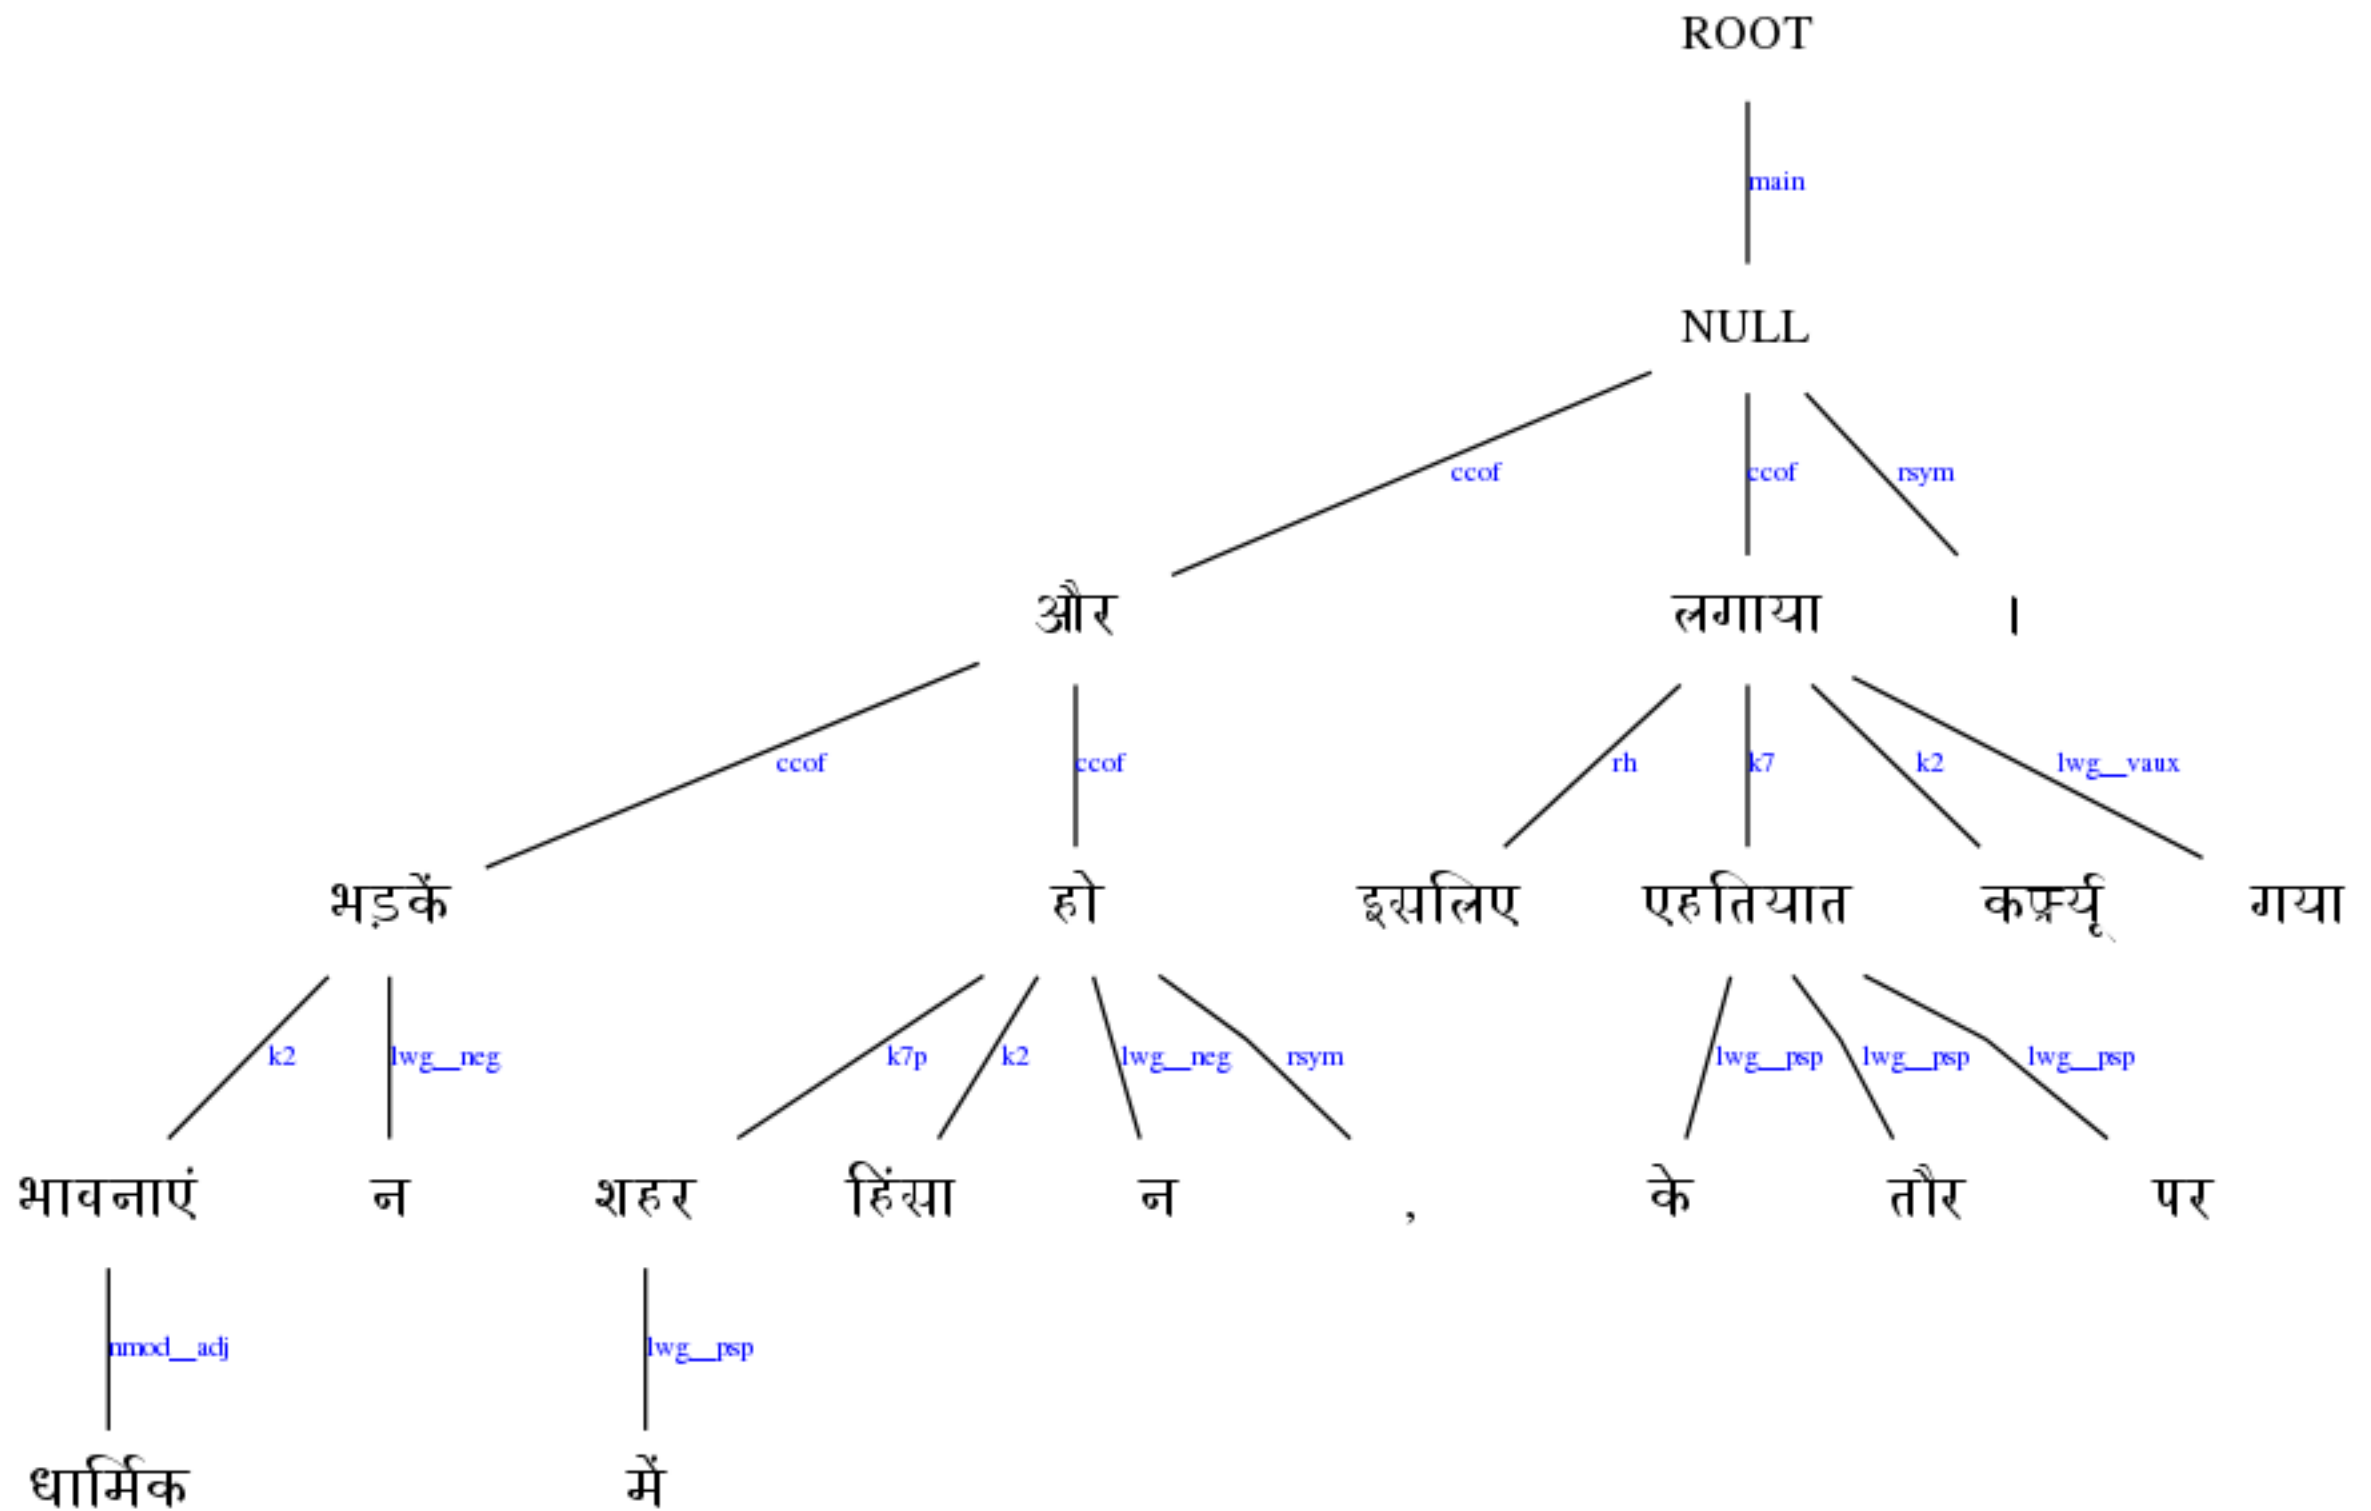 ROOT
main
NULL
ccof ccof rsym
और लगाया ।
ccof ccof rh k7 k2 lwg__vaux
भड़कें हो इसलिए एहतियात कर्फ्यू गया
k2 lwg__neg k7p k2 lwg__neg rsym lwg__psp lwg__psp lwg__psp
भावनाएं न शहर हिंसा न , के तौर पर
nmod__adj lwg__psp
धार्मिक में